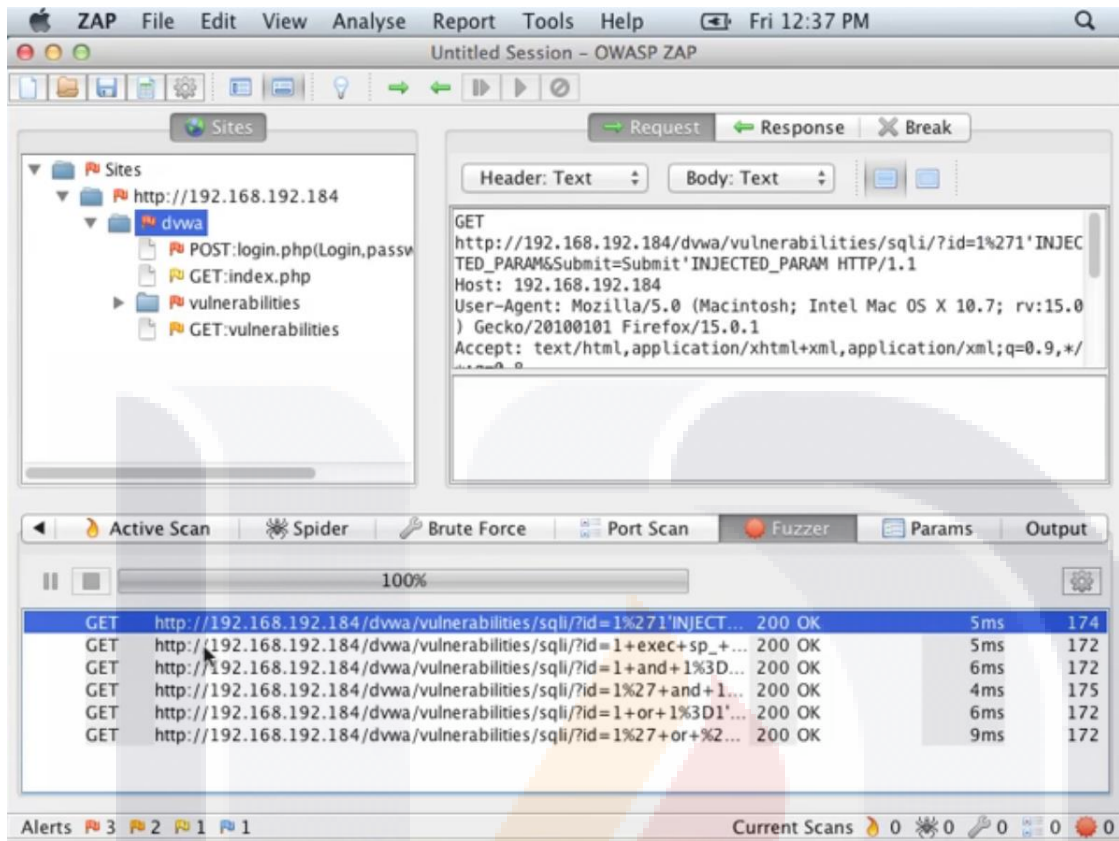 ZAP File Edit View Analyse Report Tools Help Fri 12:37 PM
Untitled Session – OWASP ZAP
Sites
Request Response Break
Sites
http://192.168.192.184
dvwa
POST:login.php(Login,passw
GET:index.php
vulnerabilities
GET:vulnerabilities
Header: Text Body: Text
GET
http://192.168.192.184/dvwa/vulnerabilities/sqli/?id=1%271'INJEC
TED_PARAM&Submit=Submit'INJECTED_PARAM HTTP/1.1
Host: 192.168.192.184
User-Agent: Mozilla/5.0 (Macintosh; Intel Mac OS X 10.7; rv:15.0
) Gecko/20100101 Firefox/15.0.1
Accept: text/html,application/xhtml+xml,application/xml;q=0.9,*/
*;q=0.8
Active Scan Spider Brute Force Port Scan Fuzzer Params Output
100%
GET http://192.168.192.184/dvwa/vulnerabilities/sqli/?id=1%271'INJECT... 200 OK 5ms 174
GET http://192.168.192.184/dvwa/vulnerabilities/sqli/?id=1+exec+sp_+... 200 OK 5ms 172
GET http://192.168.192.184/dvwa/vulnerabilities/sqli/?id=1+and+1%3D... 200 OK 6ms 172
GET http://192.168.192.184/dvwa/vulnerabilities/sqli/?id=1%27+and+1... 200 OK 4ms 175
GET http://192.168.192.184/dvwa/vulnerabilities/sqli/?id=1+or+1%3D1'... 200 OK 6ms 172
GET http://192.168.192.184/dvwa/vulnerabilities/sqli/?id=1%27+or+%2... 200 OK 9ms 172
Alerts 3 2 1 1 Current Scans 0 0 0 0 0